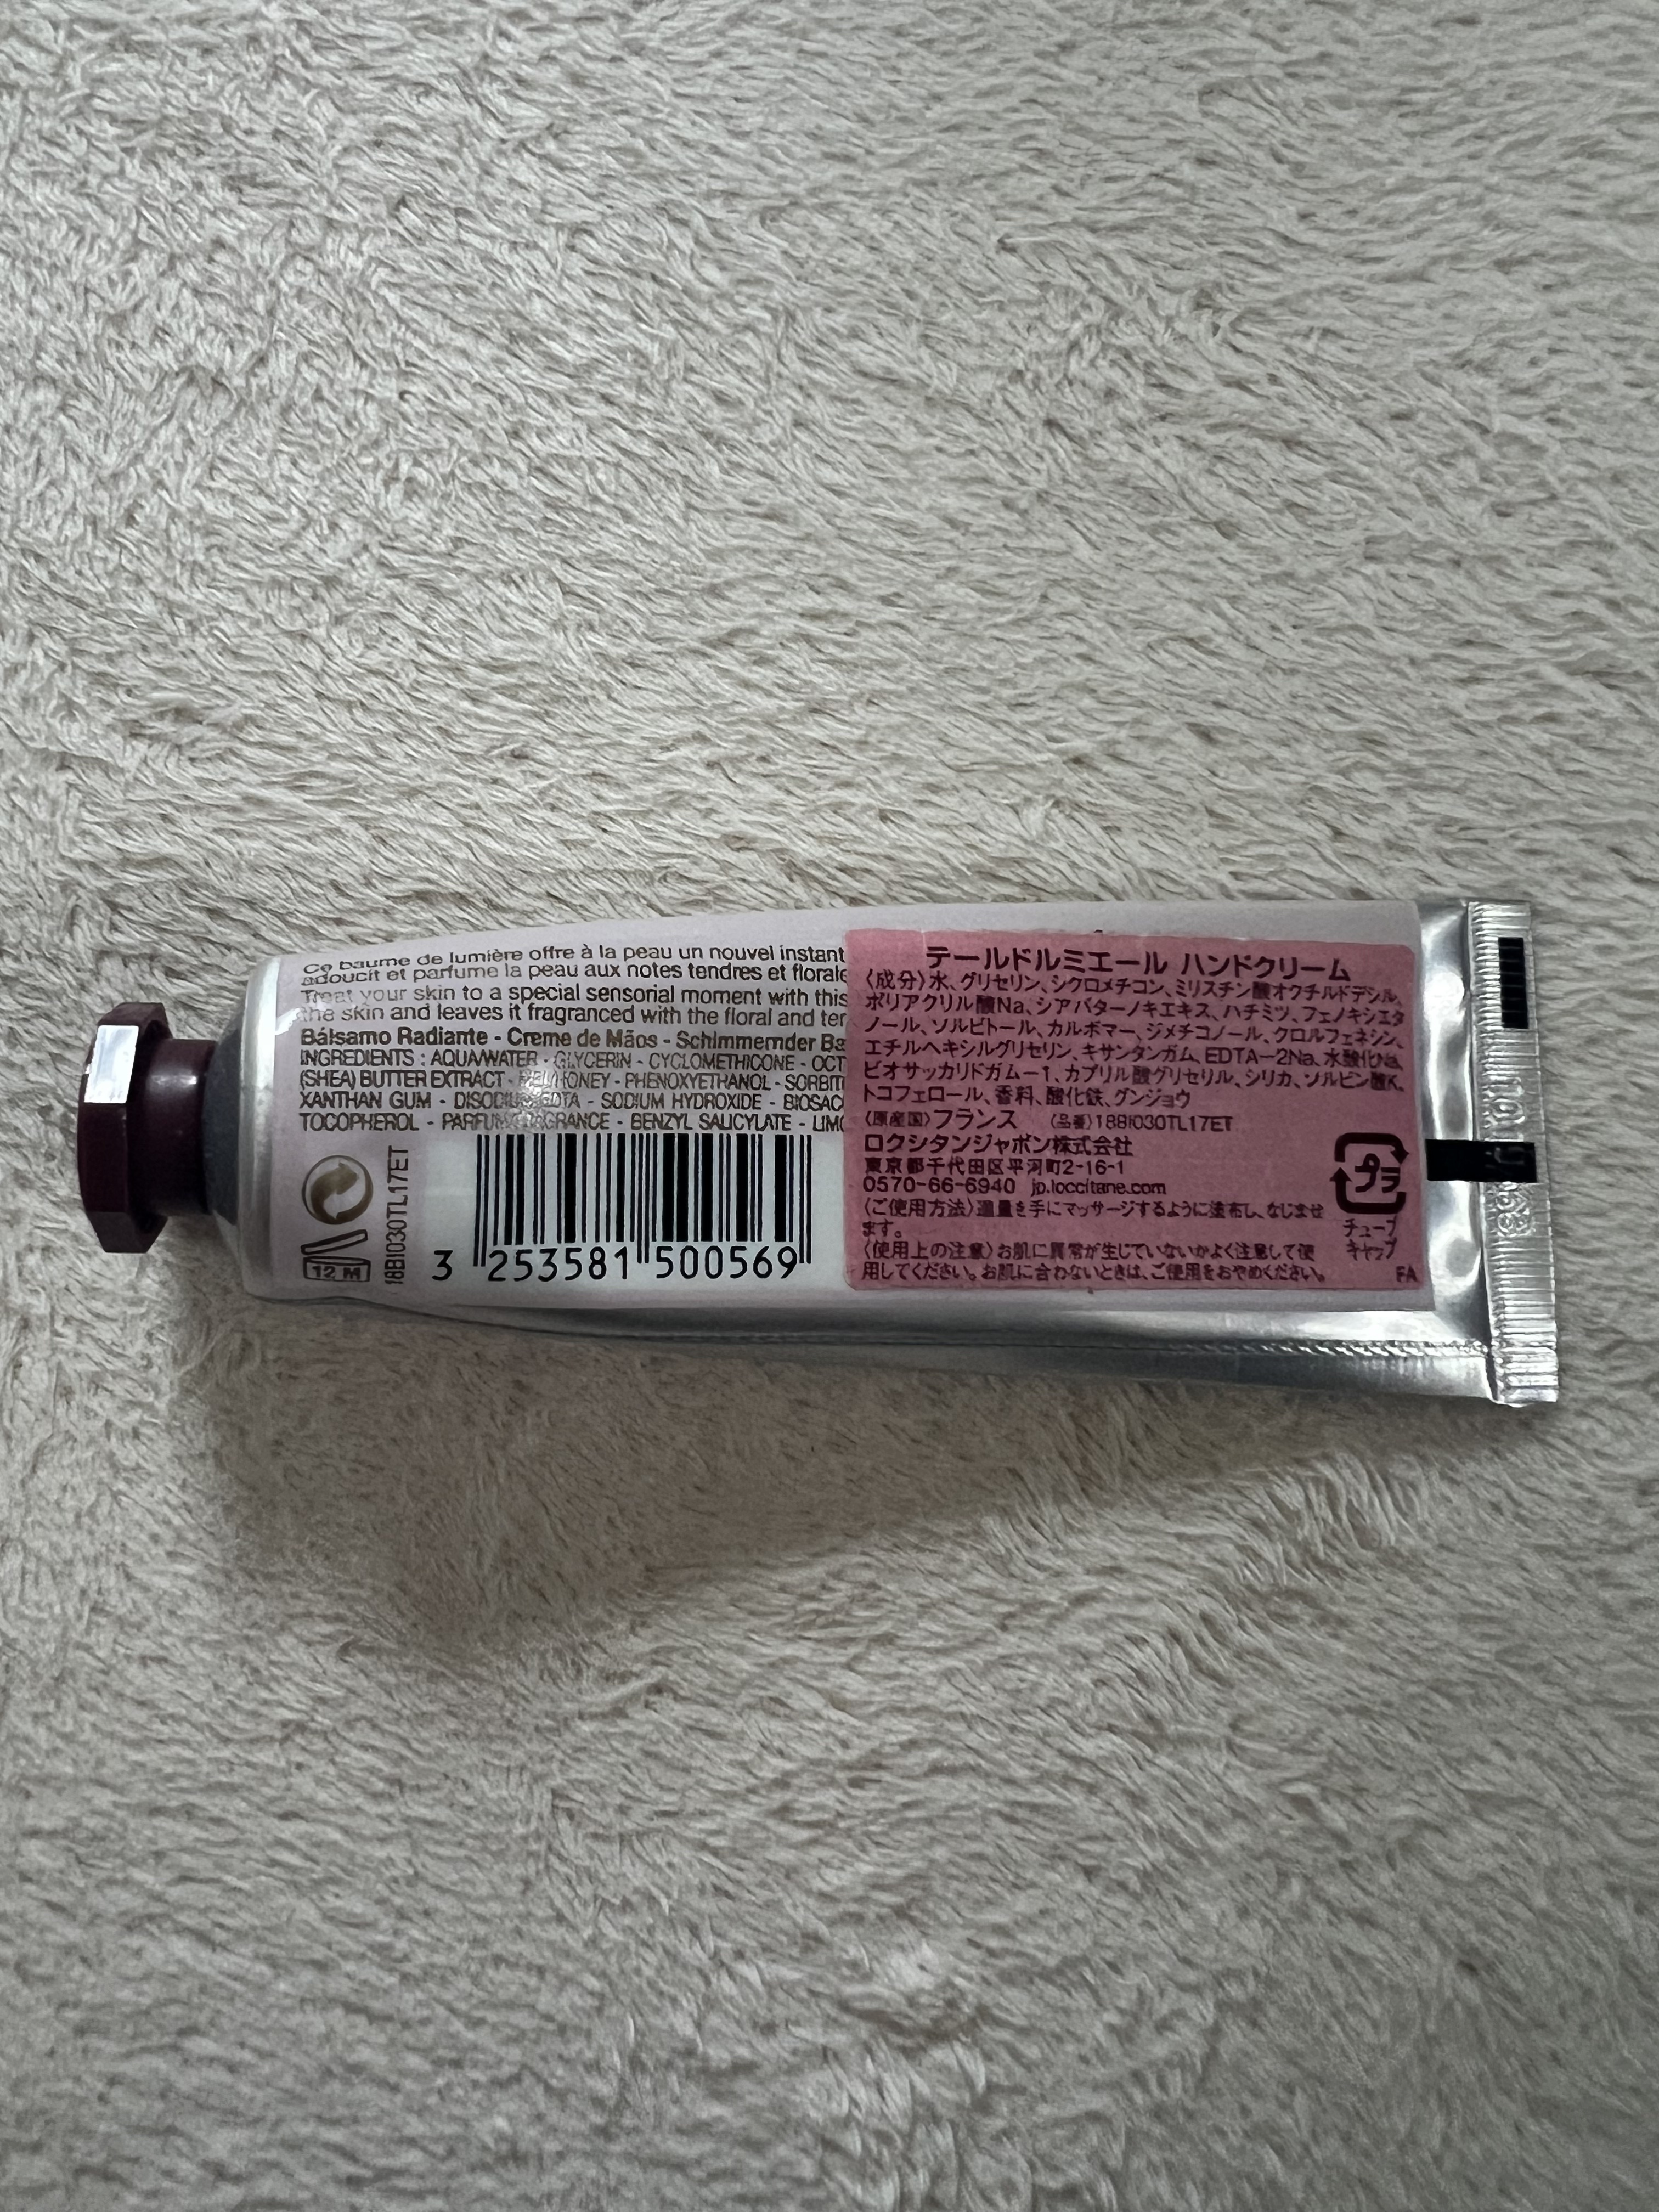 Ce baume de lumière offre à la peau un nouvel instant
adoucit et parfume la peau aux notes tendres et florale
Treat your skin to a special sensorial moment with this
the skin and leaves it fragranced with the floral and ter
Bálsamo Radiante - Creme de Mãos - Schimmernder Ba
INGREDIENTS : AQUA/WATER - GLYCERIN - CYCLOMETHICONE - OCT
(SHEA) BUTTER EXTRACT - MEL/HONEY - PHENOXYETHANOL - SORBIT
XANTHAN GUM - DISODIUM EDTA - SODIUM HYDROXIDE - BIOSAC
TOCOPHEROL - PARFUM/FRAGRANCE - BENZYL SALICYLATE - LIMO
12 M
18BI030TL17ET
3 253581 500569
テールドルミエール ハンドクリーム
〈成分〉水、グリセリン、シクロメチコン、ミリスチン酸オクチルドデシル、
ポリアクリル酸Na、シアバターノキエキス、ハチミツ、フェノキシエタ
ノール、ソルビトール、カルボマー、ジメチコノール、クロルフェネシン、
エチルヘキシルグリセリン、キサンタンガム、EDTA-2Na、水酸化Na、
ビオサッカリドガム-1、カプリル酸グリセリル、シリカ、ソルビン酸K、
トコフェロール、香料、酸化鉄、グンジョウ
〈原産国〉フランス 〈品番〉18BI030TL17ET
ロクシタンジャポン株式会社
東京都千代田区平河町2-16-1
0570-66-6940 jp.loccitane.com
〈ご使用方法〉適量を手にマッサージするように塗布し、なじませ
ます。
〈使用上の注意〉お肌に異常が生じていないかよく注意して使
用してください。お肌に合わないときは、ご使用をおやめください。
プラ
チューブ
キャップ
FA